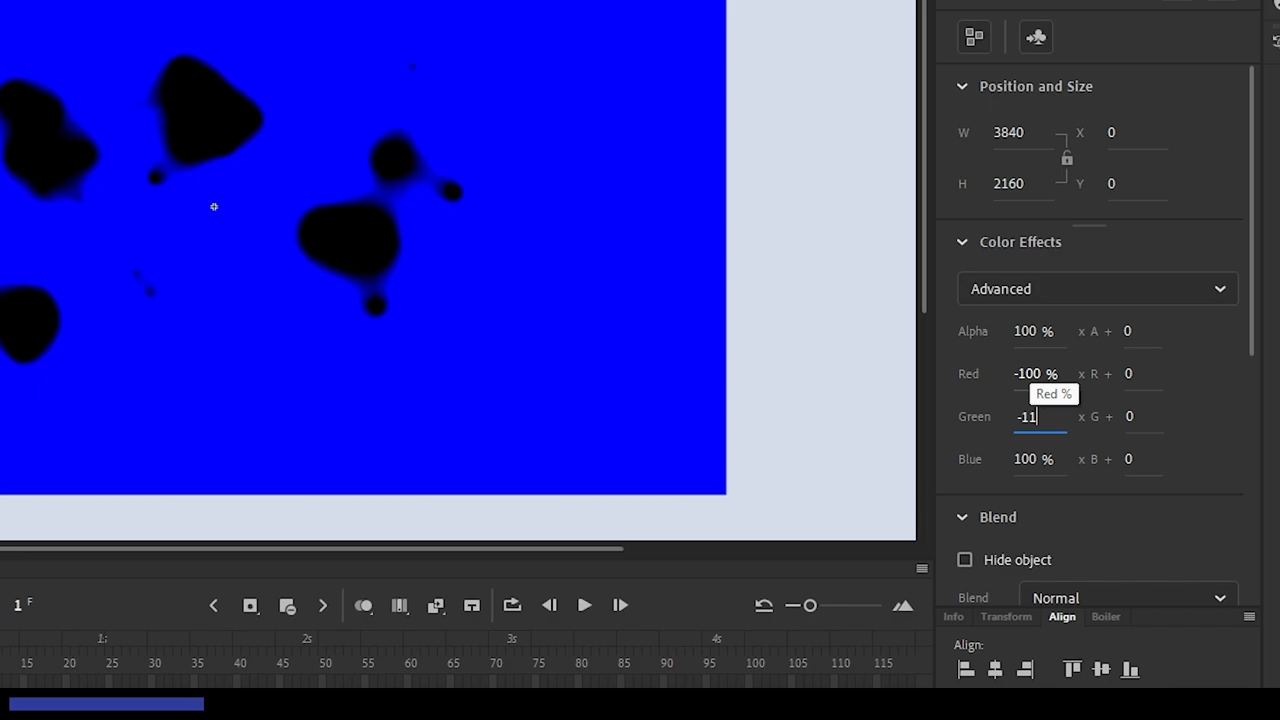 Position and Size
W 3840 X 0
H 2160 Y 0
Color Effects
Advanced
Alpha 100 % x A + 0
Red -100 % x R + 0
Red %
Green -11 x G + 0
Blue 100 % x B + 0
Blend
Hide object
Blend Normal
1 F
Info Transform Align Boiler
1s 2s 3s 4s
Align:
15 20 25 30 35 40 45 50 55 60 65 70 75 80 85 90 95 100 105 110 115